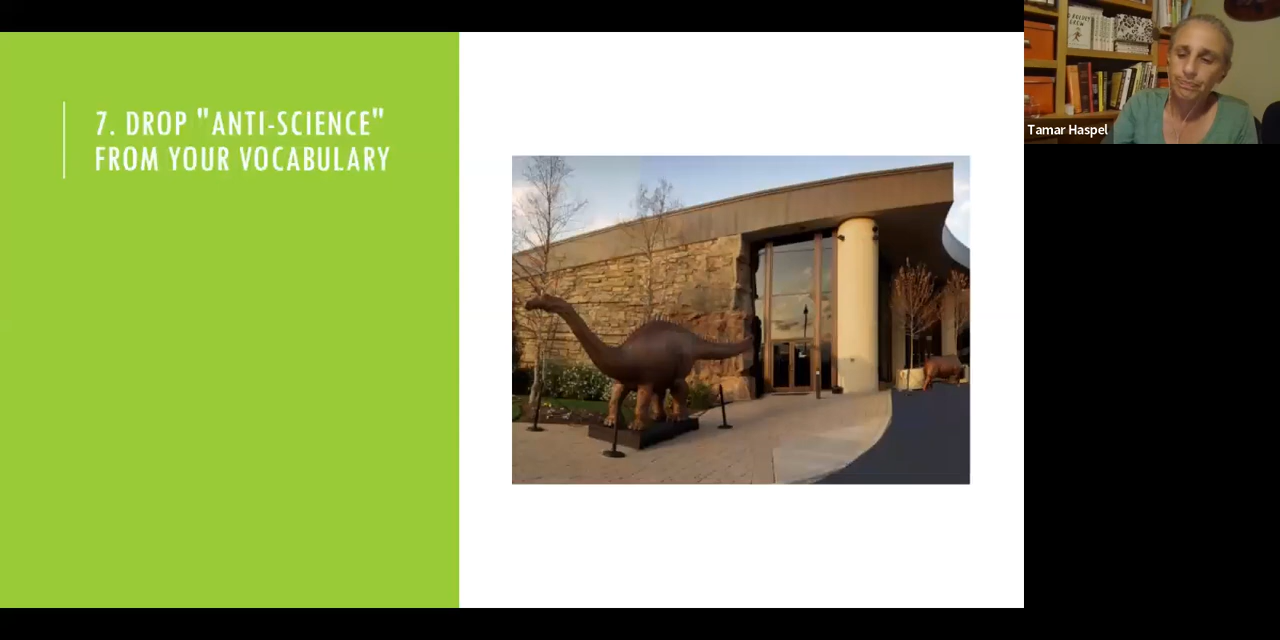 7. DROP "ANTI-SCIENCE"
FROM YOUR VOCABULARY
Tamar Haspel